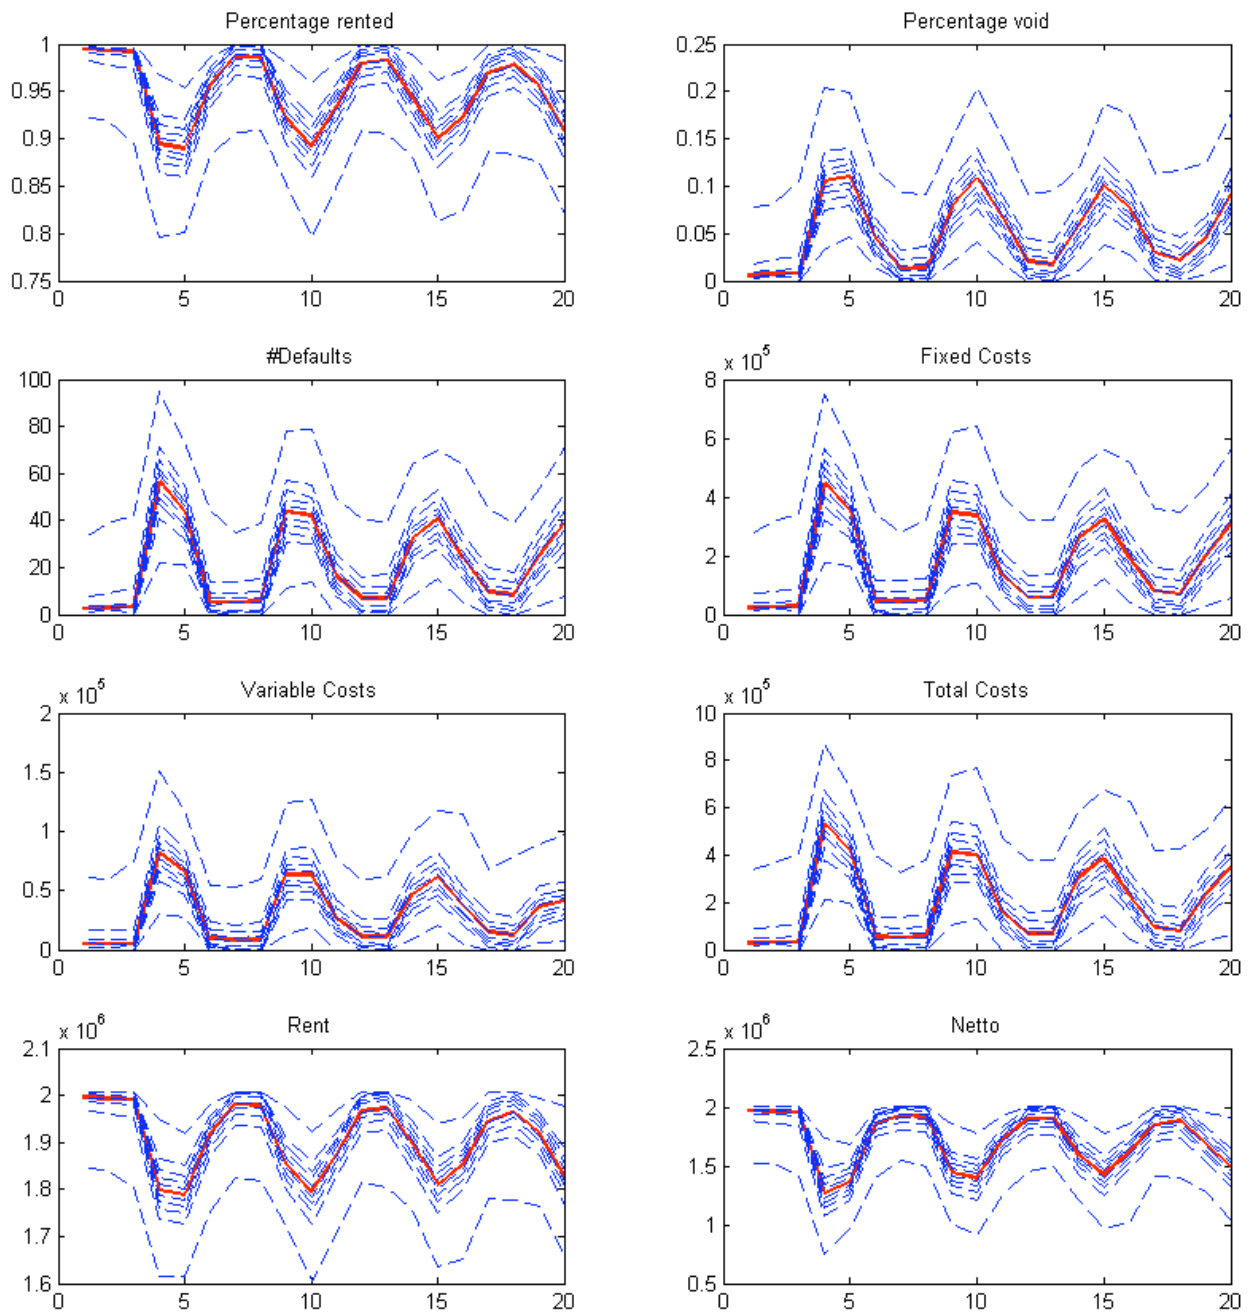 Percentage rented
1
0.95
0.9
0.85
0.8
0.75
0 5 10 15 20
Percentage void
0.25
0.2
0.15
0.1
0.05
0
0 5 10 15 20
#Defaults
100
80
60
40
20
0
0 5 10 15 20
Fixed Costs
x 10^5
8
6
4
2
0
0 5 10 15 20
Variable Costs
x 10^5
2
1.5
1
0.5
0
0 5 10 15 20
Total Costs
x 10^5
10
8
6
4
2
0
0 5 10 15 20
Rent
x 10^6
2.1
2
1.9
1.8
1.7
1.6
0 5 10 15 20
Netto
x 10^6
2.5
2
1.5
1
0.5
0 5 10 15 20